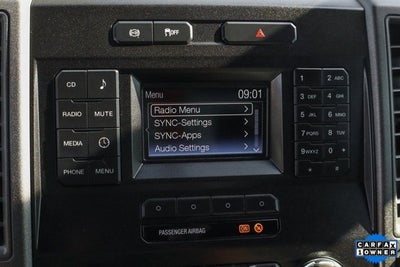 OFF
Menu 09:01
Radio Menu
SYNC-Settings
SYNC-Apps
Audio Settings
CD
RADIO MUTE
MEDIA
PHONE MENU
1 2 ABC
3 DEF 4 GHI
5 JKL 6 MNO
7 PQRS 8 TUV
9 WXYZ 0
* #
PASSENGER AIRBAG
CARFAX
1 OWNER